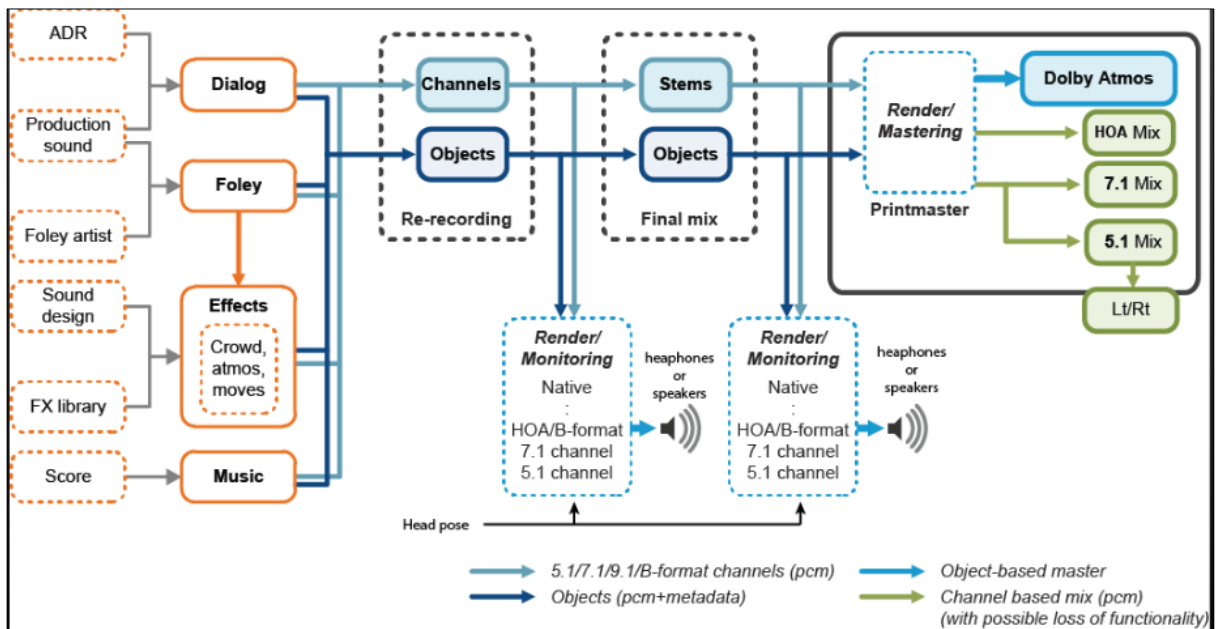 ADR
Production
sound
Foley artist
Sound
design
FX library
Score
Dialog
Foley
Effects
Crowd,
atmos,
moves
Music
Channels
Objects
Re-recording
Stems
Objects
Final mix
Render/
Mastering
Printmaster
Dolby Atmos
HOA Mix
7.1 Mix
5.1 Mix
Lt/Rt
Render/
Monitoring
Native
:
HOA/B-format
7.1 channel
5.1 channel
heaphones
or
speakers
Render/
Monitoring
Native
:
HOA/B-format
7.1 channel
5.1 channel
heaphones
or
speakers
Head pose
5.1/7.1/9.1/B-format channels (pcm)
Objects (pcm+metadata)
Object-based master
Channel based mix (pcm)
(with possible loss of functionality)